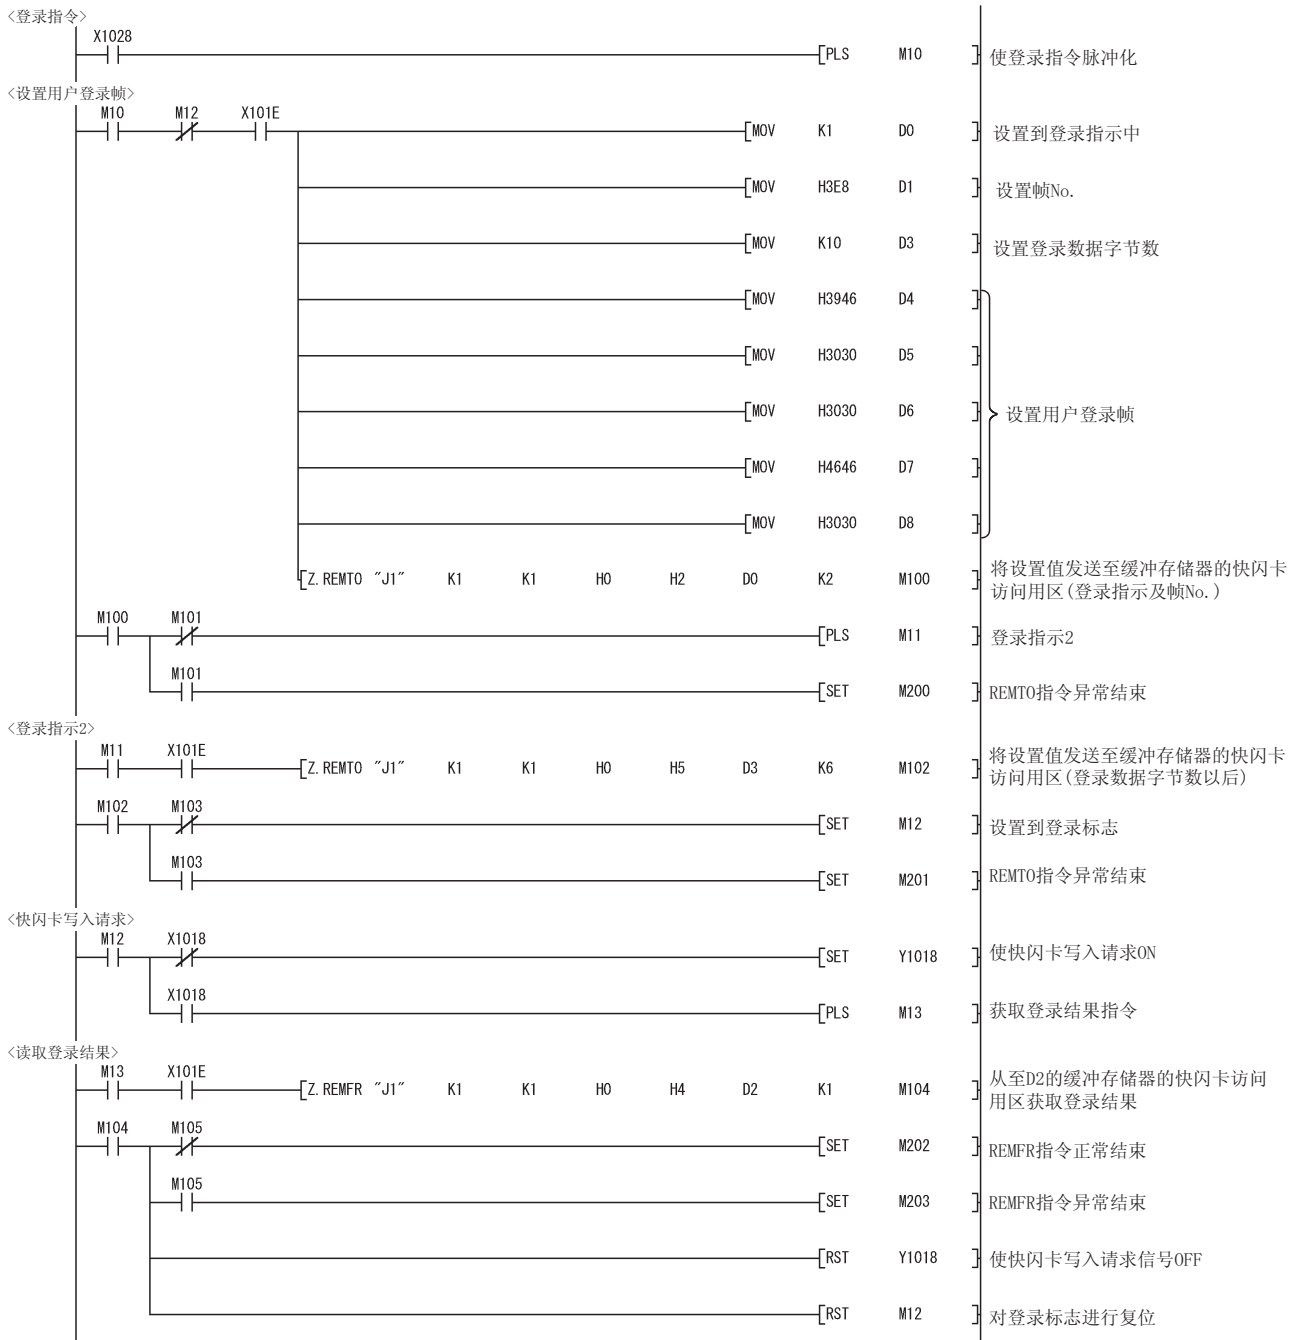 <登录指令>
X1028
PLS M10 使登录指令脉冲化
<设置用户登录帧>
M10 M12 X101E
MOV K1 D0 设置到登录指示中
MOV H3E8 D1 设置帧No.
MOV K10 D3 设置登录数据字节数
MOV H3946 D4
MOV H3030 D5
MOV H3030 D6
设置用户登录帧
MOV H4646 D7
MOV H3030 D8
Z.REMTO "J1" K1 K1 H0 H2 D0 K2 M100 将设置值发送至缓冲存储器的快闪卡
访问用区(登录指示及帧No.)
M100 M101
PLS M11 登录指示2
M101
SET M200 REMTO指令异常结束
<登录指示2>
M11 X101E
Z.REMTO "J1" K1 K1 H0 H5 D3 K6 M102 将设置值发送至缓冲存储器的快闪卡
访问用区(登录数据字节数以后)
M102 M103
SET M12 设置到登录标志
M103
SET M201 REMTO指令异常结束
<快闪卡写入请求>
M12 X1018
SET Y1018 使快闪卡写入请求ON
X1018
PLS M13 获取登录结果指令
<读取登录结果>
M13 X101E
Z.REMFR "J1" K1 K1 H0 H4 D2 K1 M104 从至D2的缓冲存储器的快闪卡访问
用区获取登录结果
M104 M105
SET M202 REMFR指令正常结束
M105
SET M203 REMFR指令异常结束
RST Y1018 使快闪卡写入请求信号OFF
RST M12 对登录标志进行复位